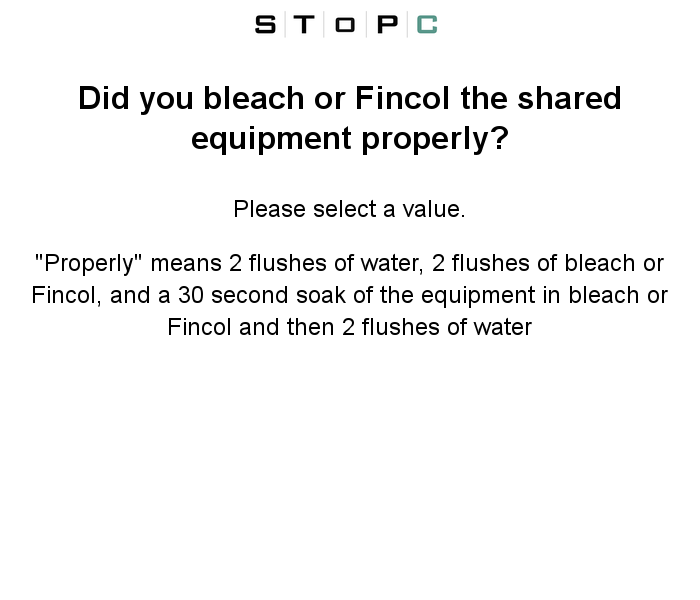 STOPC
Did you bleach or Fincol the shared
equipment properly?
Please select a value.
"Properly" means 2 flushes of water, 2 flushes of bleach or
Fincol, and a 30 second soak of the equipment in bleach or
Fincol and then 2 flushes of water